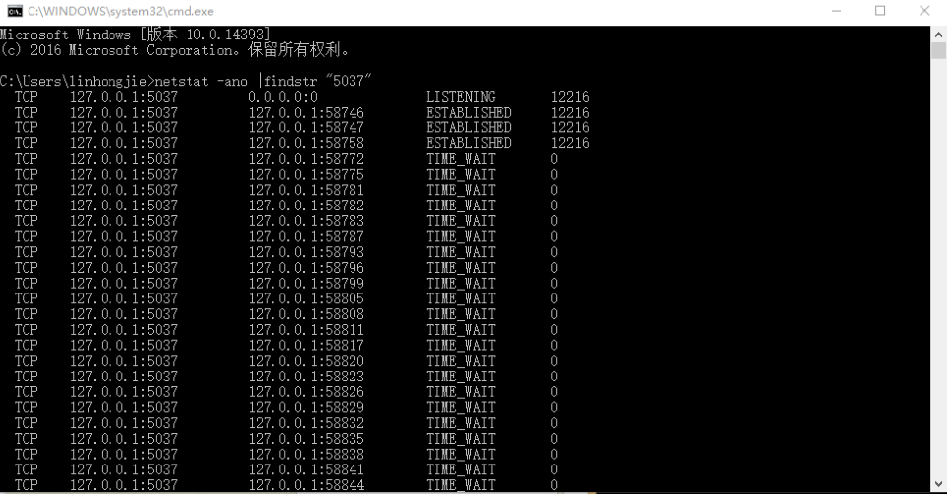 C:\WINDOWS\system32\cmd.exe
Microsoft Windows [版本 10.0.14393]
(c) 2016 Microsoft Corporation。保留所有权利。
C:\Users\linhongjie>netstat -ano |findstr "5037"
TCP 127.0.0.1:5037 0.0.0.0:0 LISTENING 12216
TCP 127.0.0.1:5037 127.0.0.1:58746 ESTABLISHED 12216
TCP 127.0.0.1:5037 127.0.0.1:58747 ESTABLISHED 12216
TCP 127.0.0.1:5037 127.0.0.1:58758 ESTABLISHED 12216
TCP 127.0.0.1:5037 127.0.0.1:58772 TIME_WAIT 0
TCP 127.0.0.1:5037 127.0.0.1:58775 TIME_WAIT 0
TCP 127.0.0.1:5037 127.0.0.1:58781 TIME_WAIT 0
TCP 127.0.0.1:5037 127.0.0.1:58782 TIME_WAIT 0
TCP 127.0.0.1:5037 127.0.0.1:58783 TIME_WAIT 0
TCP 127.0.0.1:5037 127.0.0.1:58787 TIME_WAIT 0
TCP 127.0.0.1:5037 127.0.0.1:58793 TIME_WAIT 0
TCP 127.0.0.1:5037 127.0.0.1:58796 TIME_WAIT 0
TCP 127.0.0.1:5037 127.0.0.1:58799 TIME_WAIT 0
TCP 127.0.0.1:5037 127.0.0.1:58805 TIME_WAIT 0
TCP 127.0.0.1:5037 127.0.0.1:58808 TIME_WAIT 0
TCP 127.0.0.1:5037 127.0.0.1:58811 TIME_WAIT 0
TCP 127.0.0.1:5037 127.0.0.1:58817 TIME_WAIT 0
TCP 127.0.0.1:5037 127.0.0.1:58820 TIME_WAIT 0
TCP 127.0.0.1:5037 127.0.0.1:58823 TIME_WAIT 0
TCP 127.0.0.1:5037 127.0.0.1:58826 TIME_WAIT 0
TCP 127.0.0.1:5037 127.0.0.1:58829 TIME_WAIT 0
TCP 127.0.0.1:5037 127.0.0.1:58832 TIME_WAIT 0
TCP 127.0.0.1:5037 127.0.0.1:58835 TIME_WAIT 0
TCP 127.0.0.1:5037 127.0.0.1:58838 TIME_WAIT 0
TCP 127.0.0.1:5037 127.0.0.1:58841 TIME_WAIT 0
TCP 127.0.0.1:5037 127.0.0.1:58844 TIME_WAIT 0